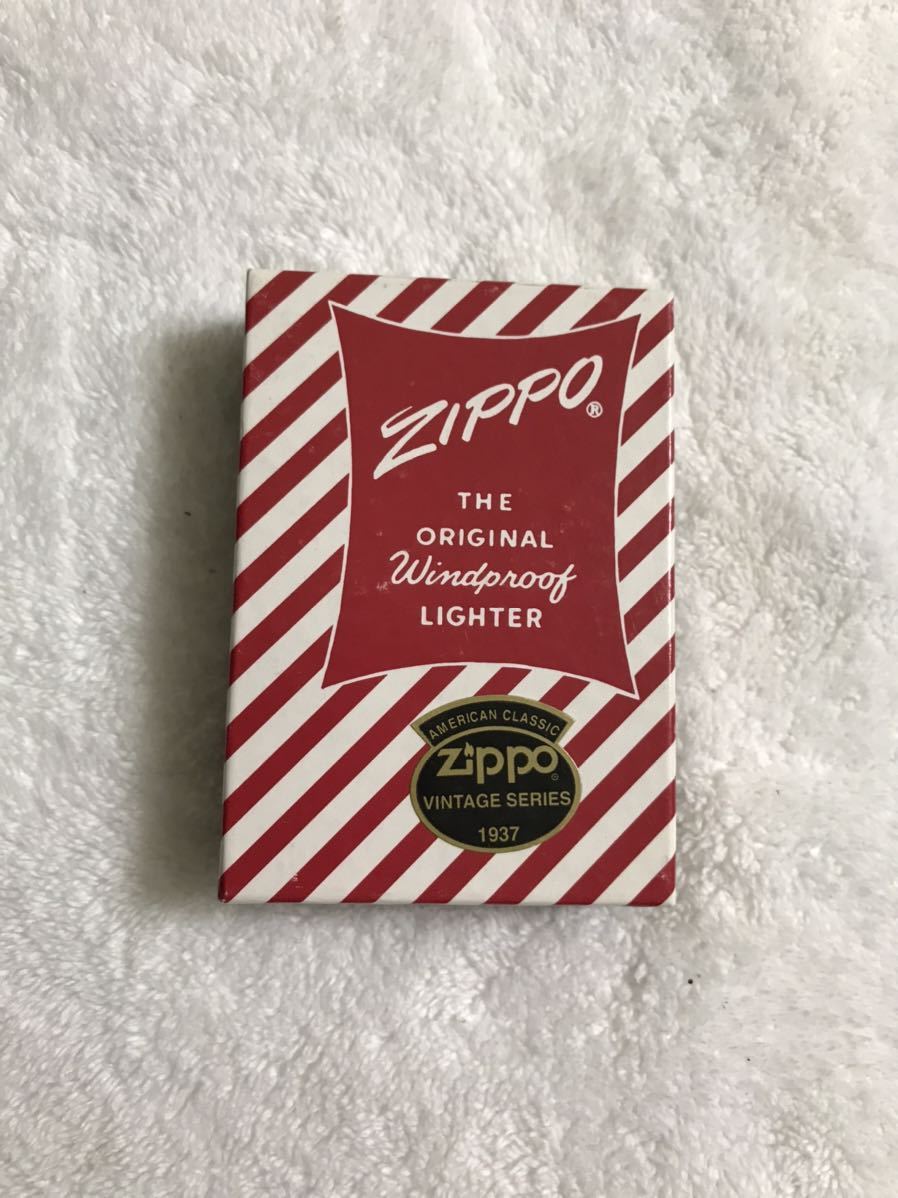 ZIPPO®
THE
ORIGINAL
Windproof
LIGHTER
AMERICAN CLASSIC
Zippo®
VINTAGE SERIES
1937